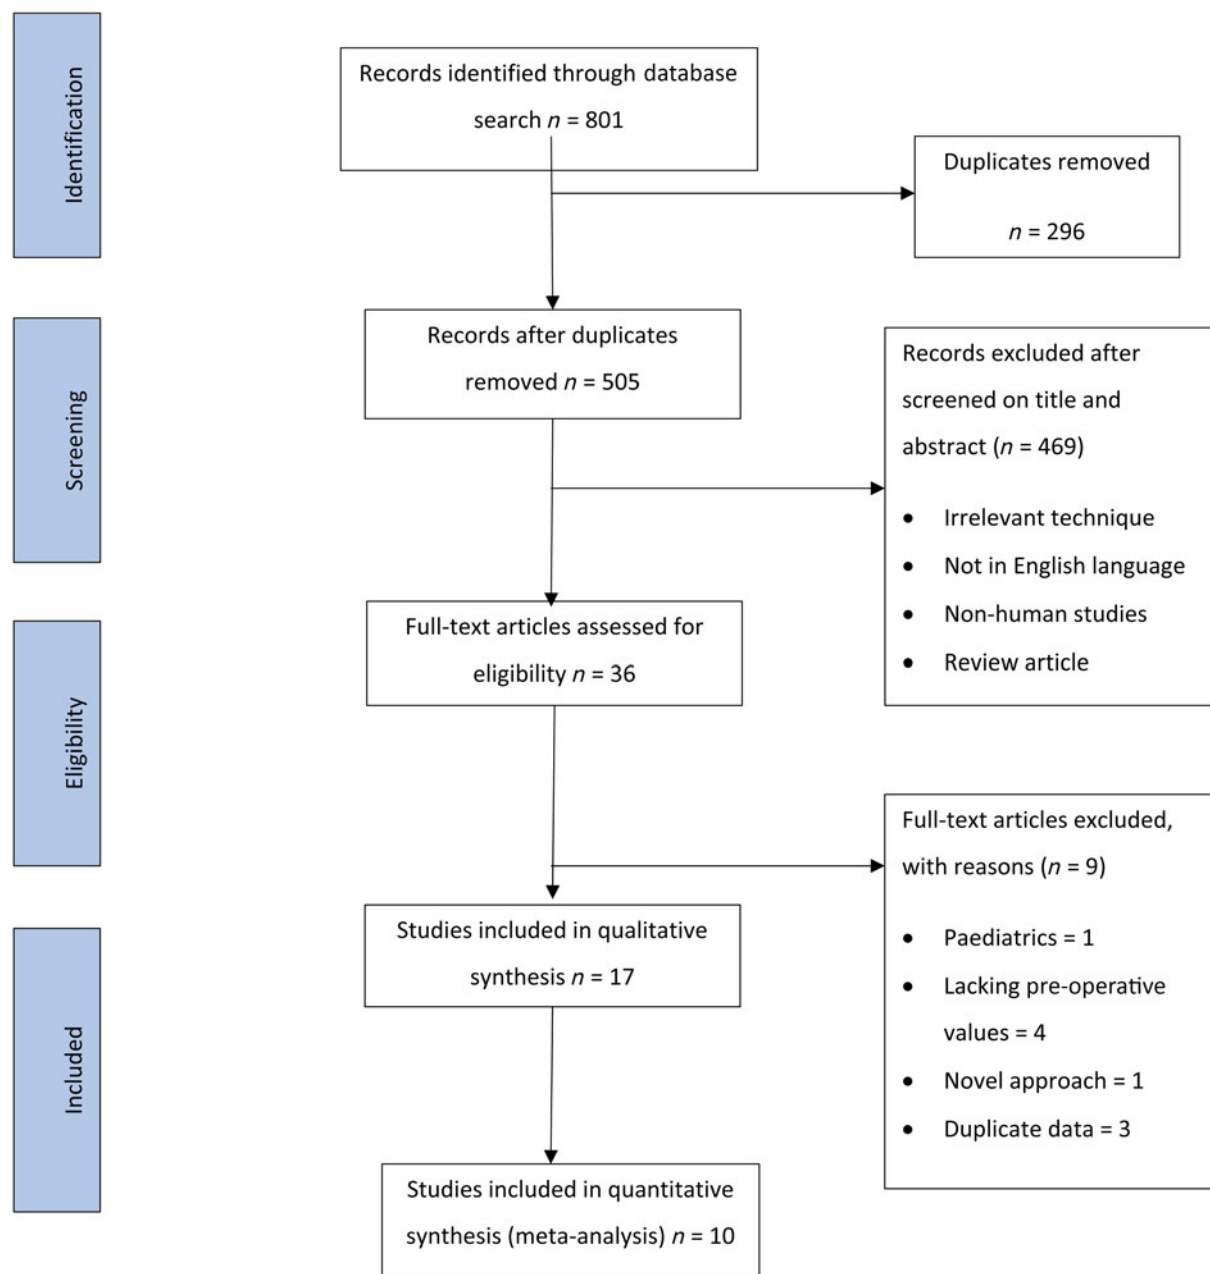 Identification
Records identified through database
search n = 801
Duplicates removed
n = 296
Screening
Records after duplicates
removed n = 505
Records excluded after
screened on title and
abstract (n = 469)
• Irrelevant technique
• Not in English language
• Non-human studies
• Review article
Eligibility
Full-text articles assessed for
eligibility n = 36
Full-text articles excluded,
with reasons (n = 9)
• Paediatrics = 1
• Lacking pre-operative
values = 4
• Novel approach = 1
• Duplicate data = 3
Included
Studies included in qualitative
synthesis n = 17
Studies included in quantitative
synthesis (meta-analysis) n = 10